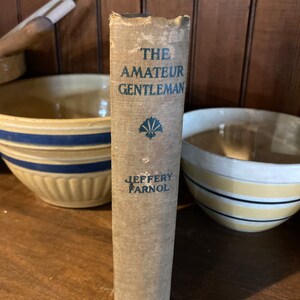 THE
AMATEUR
GENTLEMAN
JEFFERY
FARNOL